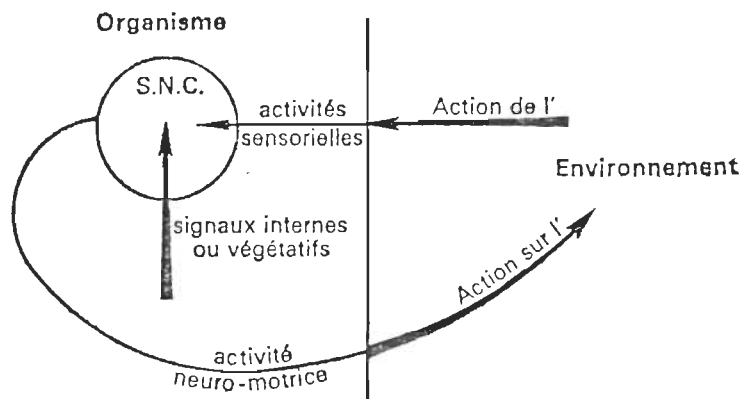 Organisme
S.N.C.
activités
sensorielles
Action de l'
Environnement
signaux internes
ou végétatifs
Action sur l'
activité
neuro-motrice